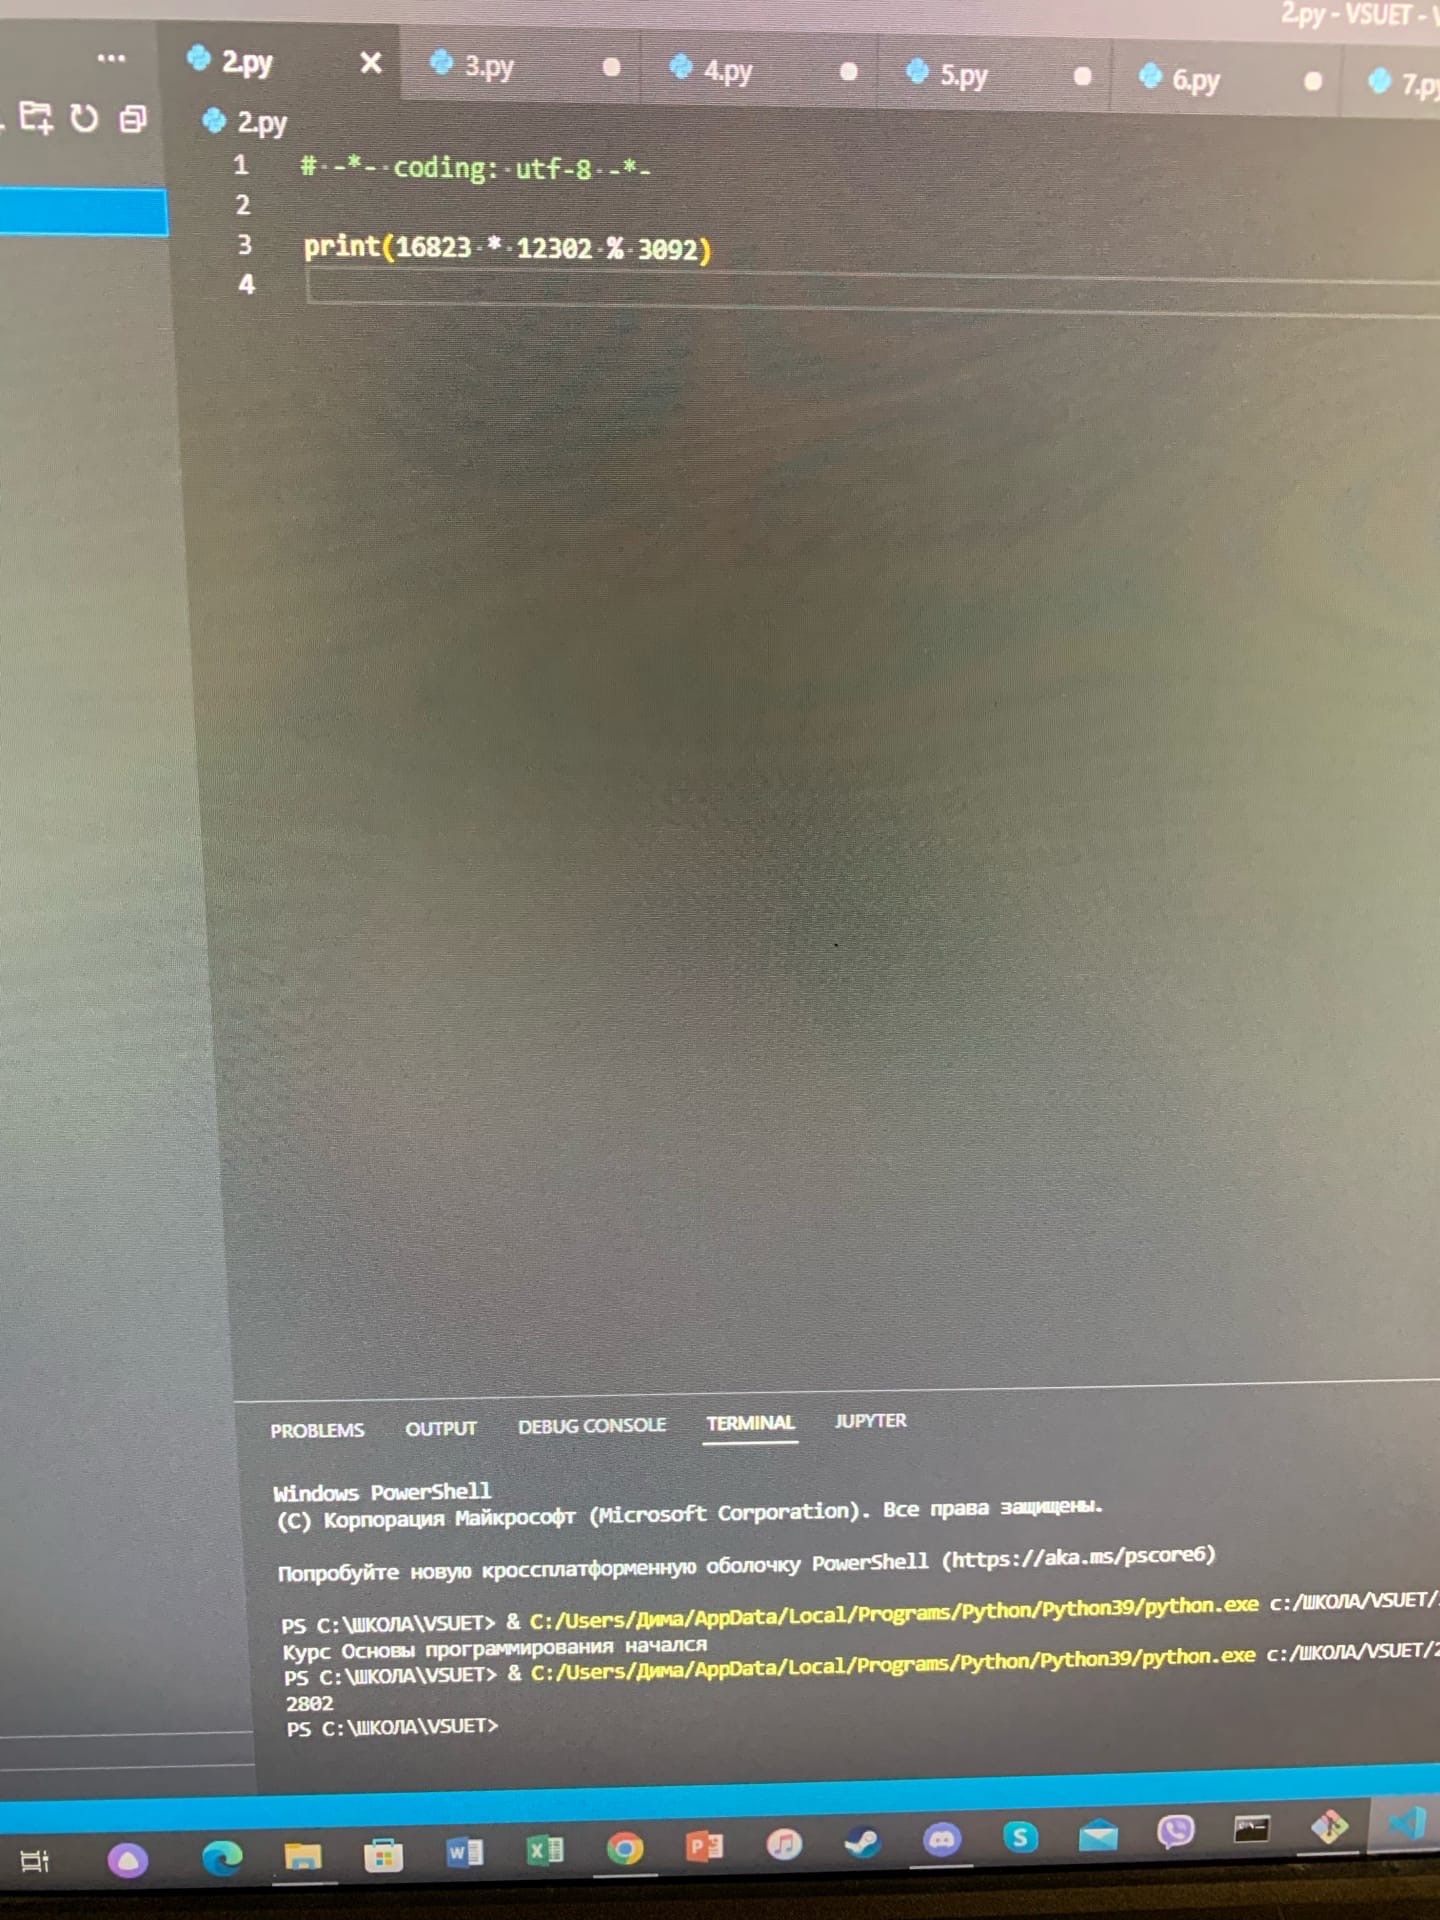 2.py - VSUET -
2.py
3.py
4.py
5.py
6.py
7.py
2.py
1 # -*- coding: utf-8 -*-
2
3 print(16823 * 12302 % 3092)
4
PROBLEMS OUTPUT DEBUG CONSOLE TERMINAL JUPYTER
Windows PowerShell
(C) Корпорация Майкрософт (Microsoft Corporation). Все права защищены.
Попробуйте новую кроссплатформенную оболочку PowerShell (https://aka.ms/pscore6)
PS C:\ШКОЛА\VSUET> & C:/Users/Дима/AppData/Local/Programs/Python/Python39/python.exe c:/ШКОЛА/VSUET/
Курс Основы программирования начался
PS C:\ШКОЛА\VSUET> & C:/Users/Дима/AppData/Local/Programs/Python/Python39/python.exe c:/ШКОЛА/VSUET/2
2802
PS C:\ШКОЛА\VSUET>